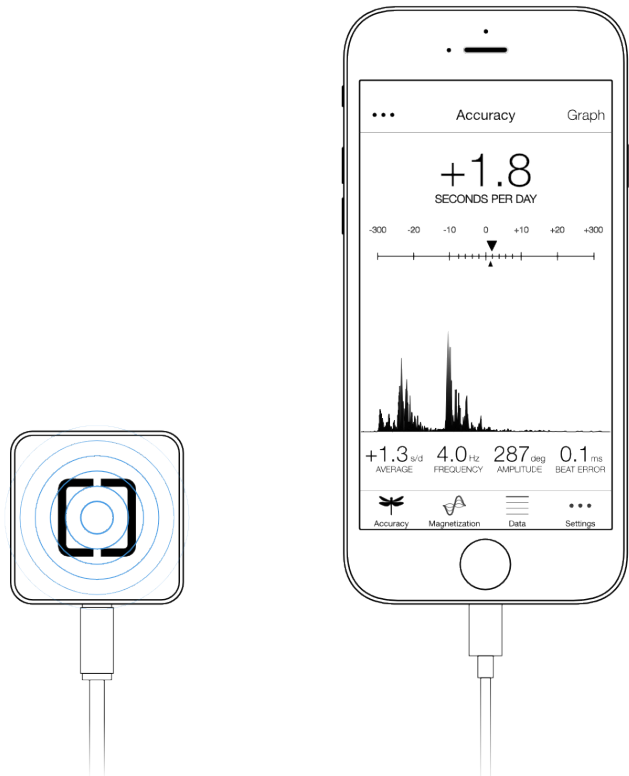 ••• Accuracy Graph
+1.8
SECONDS PER DAY
-300 -20 -10 0 +10 +20 +300
+1.3 s/d 4.0 Hz 287 deg 0.1 ms
AVERAGE FREQUENCY AMPLITUDE BEAT ERROR
Accuracy Magnetization Data Settings